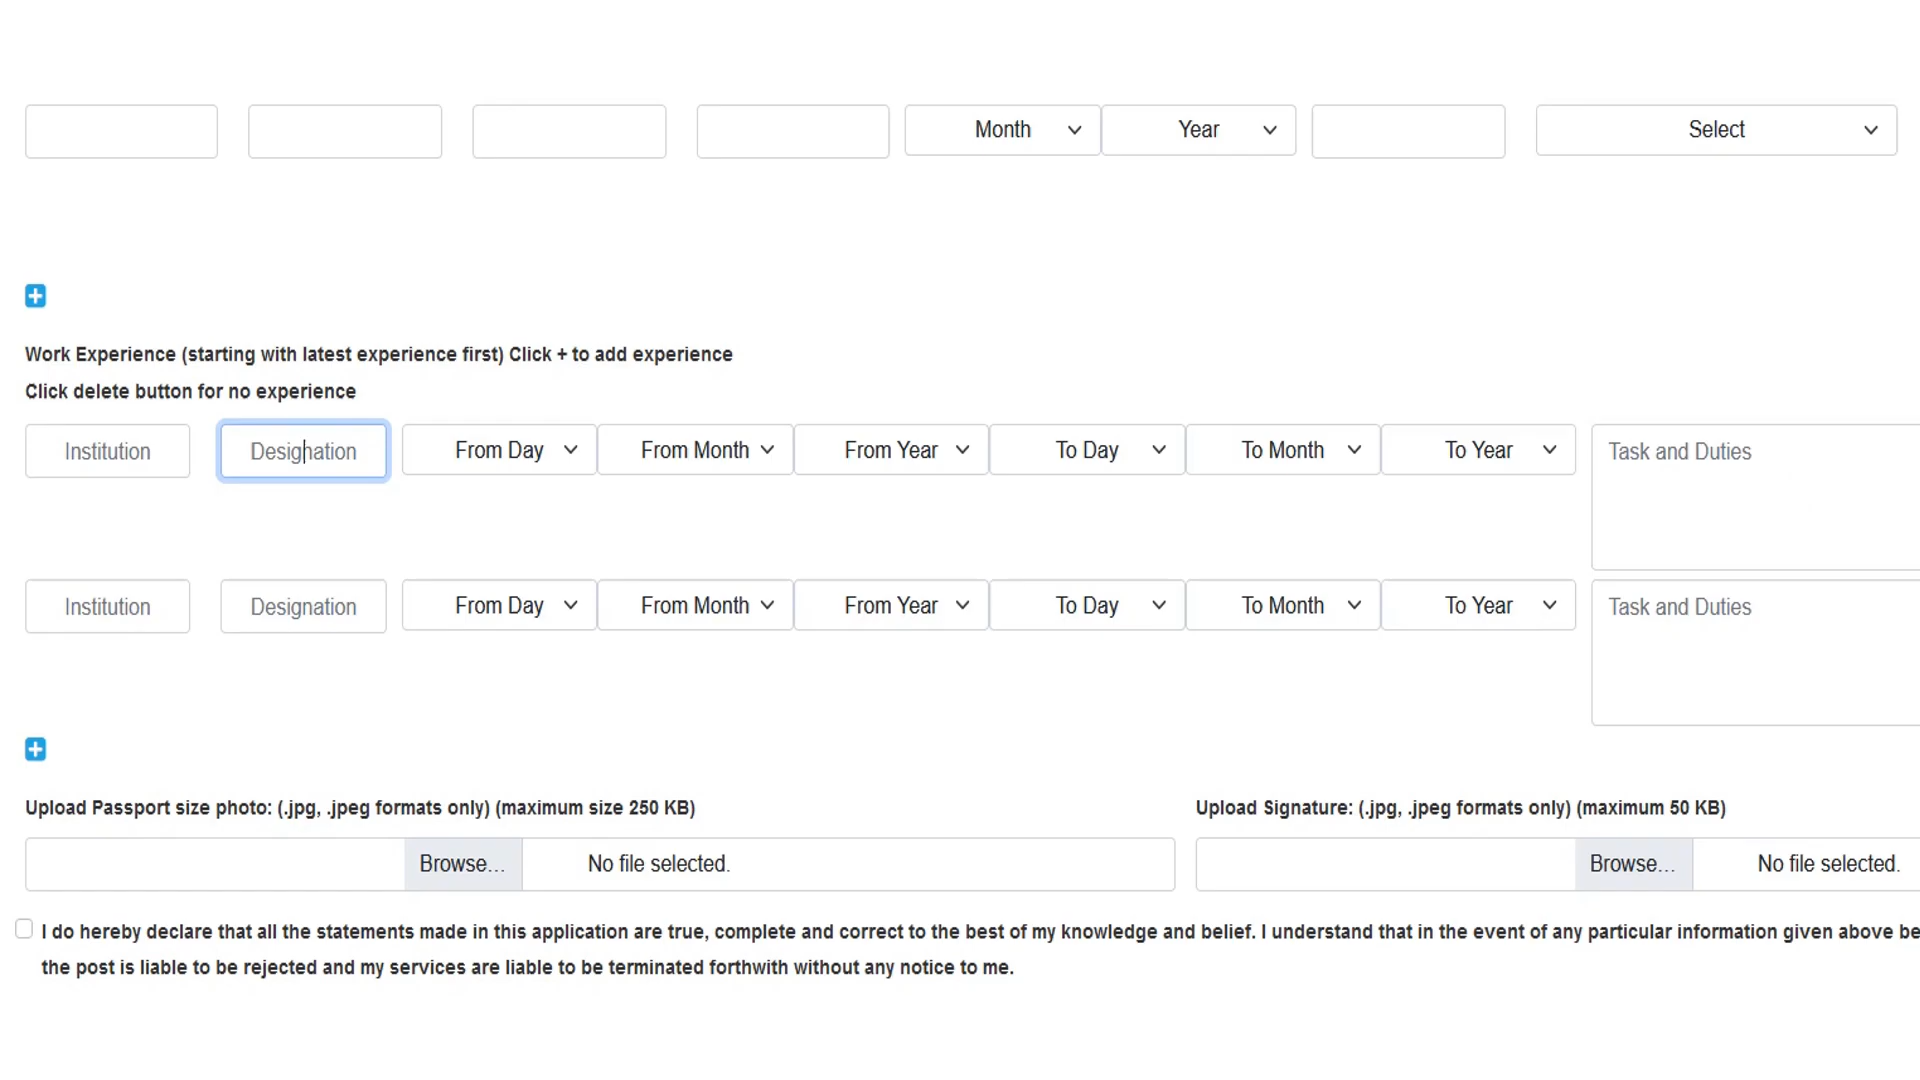 Month Year Select
Work Experience (starting with latest experience first) Click + to add experience
Click delete button for no experience
Institution Designation From Day From Month From Year To Day To Month To Year Task and Duties
Institution Designation From Day From Month From Year To Day To Month To Year Task and Duties
Upload Passport size photo: (.jpg, .jpeg formats only) (maximum size 250 KB) Upload Signature: (.jpg, .jpeg formats only) (maximum 50 KB)
Browse... No file selected. Browse... No file selected.
I do hereby declare that all the statements made in this application are true, complete and correct to the best of my knowledge and belief. I understand that in the event of any particular information given above be
the post is liable to be rejected and my services are liable to be terminated forthwith without any notice to me.